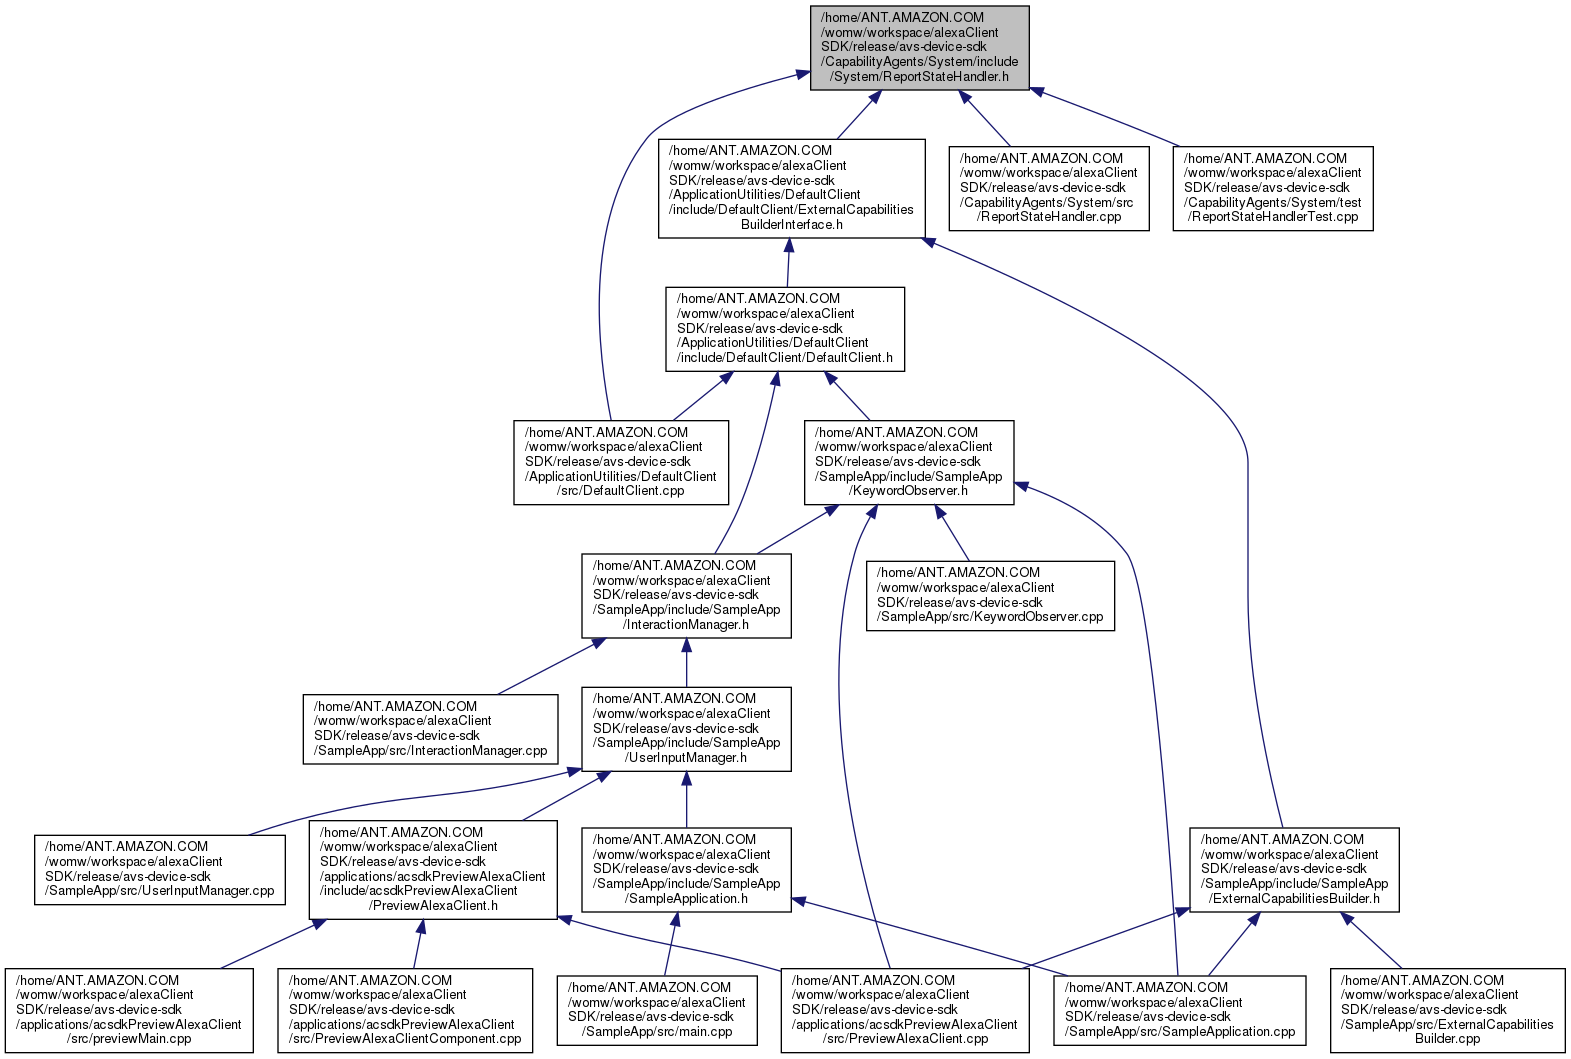 /home/ANT.AMAZON.COM
/womw/workspace/alexaClient
SDK/release/avs-device-sdk
/CapabilityAgents/System/include
/System/ReportStateHandler.h
/home/ANT.AMAZON.COM
/womw/workspace/alexaClient
SDK/release/avs-device-sdk
/ApplicationUtilities/DefaultClient
/include/DefaultClient/ExternalCapabilities
BuilderInterface.h
/home/ANT.AMAZON.COM
/womw/workspace/alexaClient
SDK/release/avs-device-sdk
/CapabilityAgents/System/src
/ReportStateHandler.cpp
/home/ANT.AMAZON.COM
/womw/workspace/alexaClient
SDK/release/avs-device-sdk
/CapabilityAgents/System/test
/ReportStateHandlerTest.cpp
/home/ANT.AMAZON.COM
/womw/workspace/alexaClient
SDK/release/avs-device-sdk
/ApplicationUtilities/DefaultClient
/include/DefaultClient/DefaultClient.h
/home/ANT.AMAZON.COM
/womw/workspace/alexaClient
SDK/release/avs-device-sdk
/ApplicationUtilities/DefaultClient
/src/DefaultClient.cpp
/home/ANT.AMAZON.COM
/womw/workspace/alexaClient
SDK/release/avs-device-sdk
/SampleApp/include/SampleApp
/KeywordObserver.h
/home/ANT.AMAZON.COM
/womw/workspace/alexaClient
SDK/release/avs-device-sdk
/SampleApp/include/SampleApp
/InteractionManager.h
/home/ANT.AMAZON.COM
/womw/workspace/alexaClient
SDK/release/avs-device-sdk
/SampleApp/src/KeywordObserver.cpp
/home/ANT.AMAZON.COM
/womw/workspace/alexaClient
SDK/release/avs-device-sdk
/SampleApp/src/InteractionManager.cpp
/home/ANT.AMAZON.COM
/womw/workspace/alexaClient
SDK/release/avs-device-sdk
/SampleApp/include/SampleApp
/UserInputManager.h
/home/ANT.AMAZON.COM
/womw/workspace/alexaClient
SDK/release/avs-device-sdk
/SampleApp/src/UserInputManager.cpp
/home/ANT.AMAZON.COM
/womw/workspace/alexaClient
SDK/release/avs-device-sdk
/applications/acsdkPreviewAlexaClient
/include/acsdkPreviewAlexaClient
/PreviewAlexaClient.h
/home/ANT.AMAZON.COM
/womw/workspace/alexaClient
SDK/release/avs-device-sdk
/SampleApp/include/SampleApp
/SampleApplication.h
/home/ANT.AMAZON.COM
/womw/workspace/alexaClient
SDK/release/avs-device-sdk
/SampleApp/include/SampleApp
/ExternalCapabilitiesBuilder.h
/home/ANT.AMAZON.COM
/womw/workspace/alexaClient
SDK/release/avs-device-sdk
/applications/acsdkPreviewAlexaClient
/src/previewMain.cpp
/home/ANT.AMAZON.COM
/womw/workspace/alexaClient
SDK/release/avs-device-sdk
/applications/acsdkPreviewAlexaClient
/src/PreviewAlexaClientComponent.cpp
/home/ANT.AMAZON.COM
/womw/workspace/alexaClient
SDK/release/avs-device-sdk
/SampleApp/src/main.cpp
/home/ANT.AMAZON.COM
/womw/workspace/alexaClient
SDK/release/avs-device-sdk
/applications/acsdkPreviewAlexaClient
/src/PreviewAlexaClient.cpp
/home/ANT.AMAZON.COM
/womw/workspace/alexaClient
SDK/release/avs-device-sdk
/SampleApp/src/SampleApplication.cpp
/home/ANT.AMAZON.COM
/womw/workspace/alexaClient
SDK/release/avs-device-sdk
/SampleApp/src/ExternalCapabilities
Builder.cpp